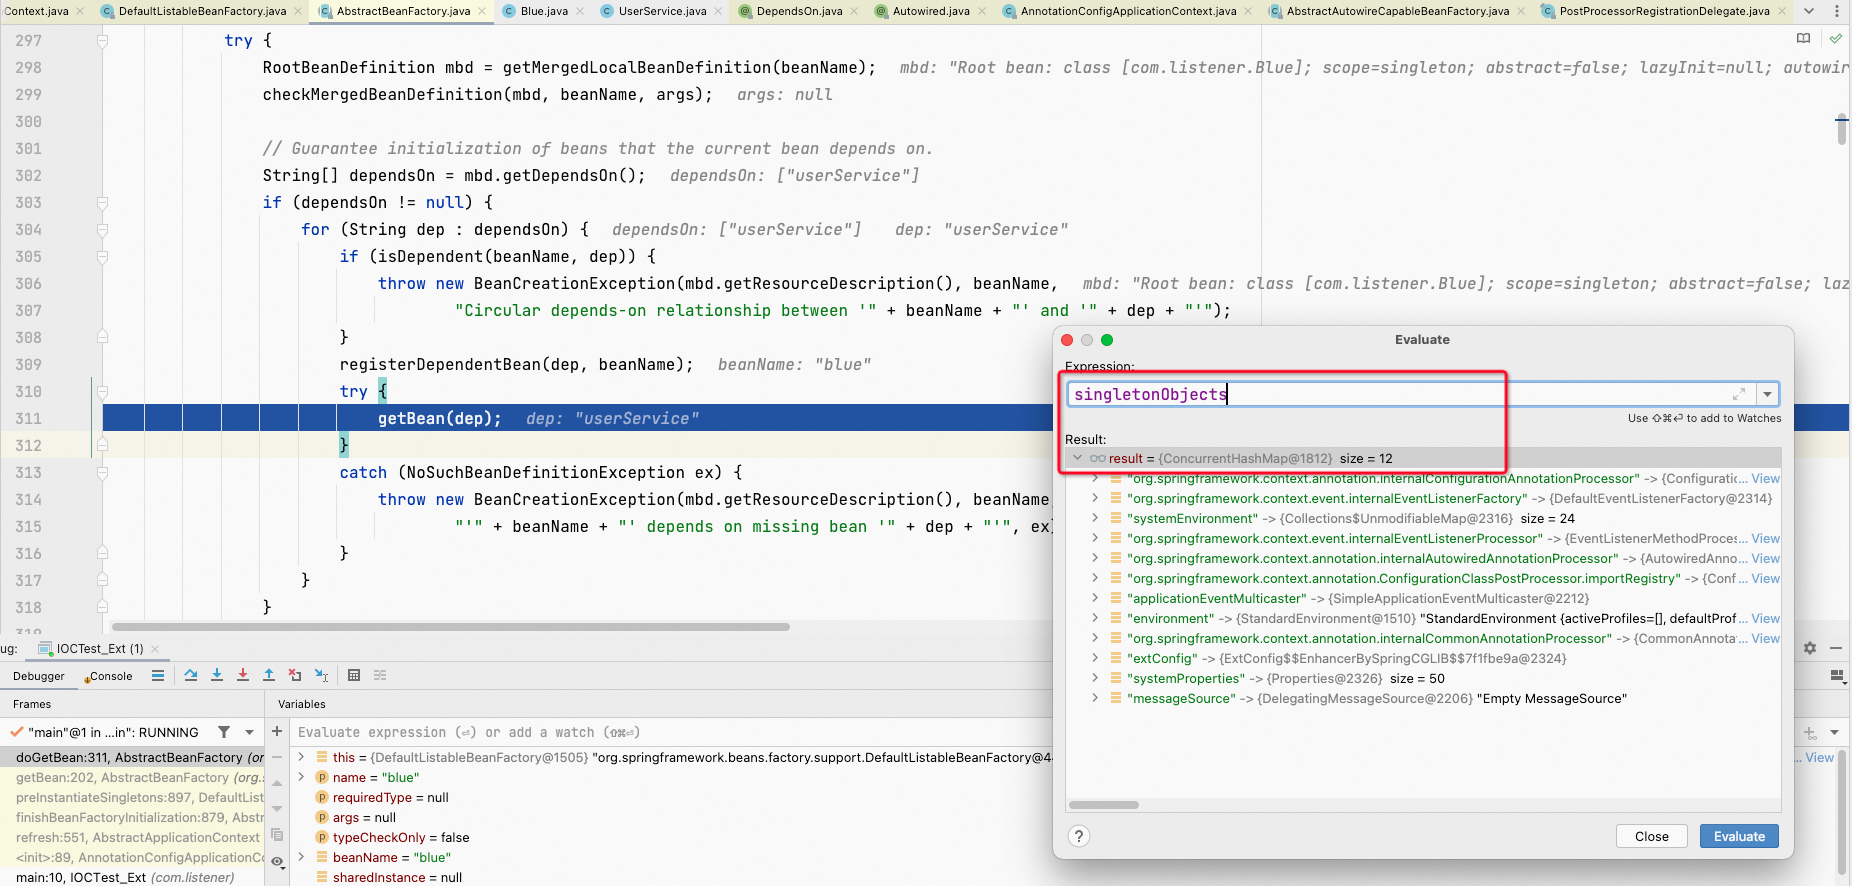 Context.java DefaultListableBeanFactory.java AbstractBeanFactory.java Blue.java UserService.java DependsOn.java Autowired.java AnnotationConfigApplicationContext.java AbstractAutowireCapableBeanFactory.java PostProcessorRegistrationDelegate.java
297 try {
298 RootBeanDefinition mbd = getMergedLocalBeanDefinition(beanName); mbd: "Root bean: class [com.listener.Blue]; scope=singleton; abstract=false; lazyInit=null; autowir
299 checkMergedBeanDefinition(mbd, beanName, args); args: null
300
301 // Guarantee initialization of beans that the current bean depends on.
302 String[] dependsOn = mbd.getDependsOn(); dependsOn: ["userService"]
303 if (dependsOn != null) {
304 for (String dep : dependsOn) { dependsOn: ["userService"] dep: "userService"
305 if (isDependent(beanName, dep)) {
306 throw new BeanCreationException(mbd.getResourceDescription(), beanName, mbd: "Root bean: class [com.listener.Blue]; scope=singleton; abstract=false; laz
307 "Circular depends-on relationship between '" + beanName + "' and '" + dep + "'");
308 }
309 registerDependentBean(dep, beanName); beanName: "blue"
310 try {
311 getBean(dep); dep: "userService"
312 }
313 catch (NoSuchBeanDefinitionException ex) {
314 throw new BeanCreationException(mbd.getResourceDescription(), beanName
315 "'" + beanName + "' depends on missing bean '" + dep + "'", ex
316 }
317 }
318 }
319
Evaluate
Expression:
singletonObjects
Use ⇧⌘⏎ to add to Watches
Result:
result = {ConcurrentHashMap@1812} size = 12
"org.springframework.context.annotation.internalConfigurationAnnotationProcessor" -> {Configuratic... View
"org.springframework.context.event.internalEventListenerFactory" -> {DefaultEventListenerFactory@2314}
"systemEnvironment" -> {Collections$UnmodifiableMap@2316} size = 24
"org.springframework.context.event.internalEventListenerProcessor" -> {EventListenerMethodProces... View
"org.springframework.context.annotation.internalAutowiredAnnotationProcessor" -> {AutowiredAnno... View
"org.springframework.context.annotation.ConfigurationClassPostProcessor.importRegistry" -> {Conf... View
"applicationEventMulticaster" -> {SimpleApplicationEventMulticaster@2212}
"environment" -> {StandardEnvironment@1510} "StandardEnvironment {activeProfiles=[], defaultProf... View
"org.springframework.context.annotation.internalCommonAnnotationProcessor" -> {CommonAnnota... View
"extConfig" -> {ExtConfig$$EnhancerBySpringCGLIB$$7f1fbe9a@2324}
"systemProperties" -> {Properties@2326} size = 50
"messageSource" -> {DelegatingMessageSource@2206} "Empty MessageSource"
? Close Evaluate
ug: IOCTest_Ext (1)
Debugger Console
Frames Variables
"main"@1 in ...in": RUNNING
Evaluate expression (⏎) or add a watch (⇧⌘⏎)
doGetBean:311, AbstractBeanFactory (or
getBean:202, AbstractBeanFactory (org.
preInstantiateSingletons:897, DefaultList
finishBeanFactoryInitialization:879, Abstr
refresh:551, AbstractApplicationContext
<init>:89, AnnotationConfigApplicationCo
main:10, IOCTest_Ext (com.listener)
this = {DefaultListableBeanFactory@1505} "org.springframework.beans.factory.support.DefaultListableBeanFactory@4 ... View
name = "blue"
requiredType = null
args = null
typeCheckOnly = false
beanName = "blue"
sharedInstance = null